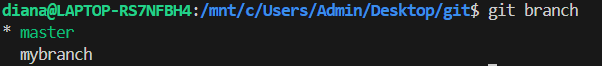 diana@LAPTOP-RS7NFBH4:/mnt/c/Users/Admin/Desktop/git$ git branch
* master
  mybranch